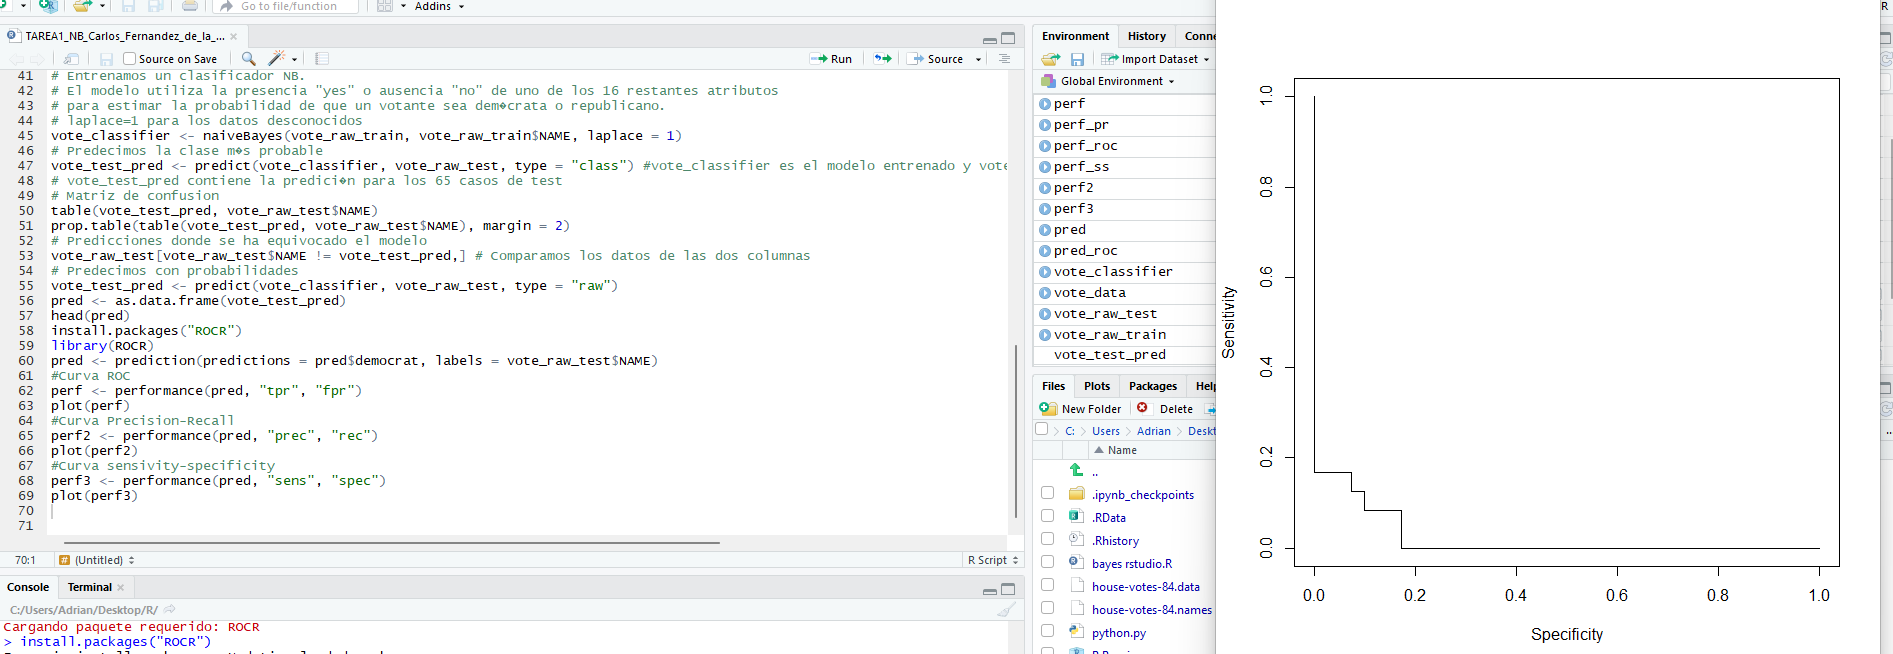 Go to file/function
Addins
TAREA1_NB_Carlos_Fernandez_de_la_...
Source on Save
Run
Source
41 # Entrenamos un clasificador NB.
42 # El modelo utiliza la presencia "yes" o ausencia "no" de uno de los 16 restantes atributos
43 # para estimar la probabilidad de que un votante sea dem�crata o republicano.
44 # laplace=1 para los datos desconocidos
45 vote_classifier <- naiveBayes(vote_raw_train, vote_raw_train$NAME, laplace = 1)
46 # Predecimos la clase m�s probable
47 vote_test_pred <- predict(vote_classifier, vote_raw_test, type = "class") #vote_classifier es el modelo entrenado y vote
48 # vote_test_pred contiene la predici�n para los 65 casos de test
49 # Matriz de confusion
50 table(vote_test_pred, vote_raw_test$NAME)
51 prop.table(table(vote_test_pred, vote_raw_test$NAME), margin = 2)
52 # Predicciones donde se ha equivocado el modelo
53 vote_raw_test[vote_raw_test$NAME != vote_test_pred,] # Comparamos los datos de las dos columnas
54 # Predecimos con probabilidades
55 vote_test_pred <- predict(vote_classifier, vote_raw_test, type = "raw")
56 pred <- as.data.frame(vote_test_pred)
57 head(pred)
58 install.packages("ROCR")
59 library(ROCR)
60 pred <- prediction(predictions = pred$democrat, labels = vote_raw_test$NAME)
61 #Curva ROC
62 perf <- performance(pred, "tpr", "fpr")
63 plot(perf)
64 #Curva Precision-Recall
65 perf2 <- performance(pred, "prec", "rec")
66 plot(perf2)
67 #Curva sensivity-specificity
68 perf3 <- performance(pred, "sens", "spec")
69 plot(perf3)
70
71
70:1
(Untitled)
R Script
Console
Terminal
C:/Users/Adrian/Desktop/R/
Cargando paquete requerido: ROCR
> install.packages("ROCR")
Environment
History
Conne
Import Dataset
Global Environment
perf
perf_pr
perf_roc
perf_ss
perf2
perf3
pred
pred_roc
vote_classifier
vote_data
vote_raw_test
vote_raw_train
vote_test_pred
Files
Plots
Packages
Help
New Folder
Delete
C:
Users
Adrian
Deskt
Name
..
.ipynb_checkpoints
.RData
.Rhistory
bayes rstudio.R
house-votes-84.data
house-votes-84.names
python.py
Sensitivity
1.0
0.8
0.6
0.4
0.2
0.0
0.0 0.2 0.4 0.6 0.8 1.0
Specificity
R